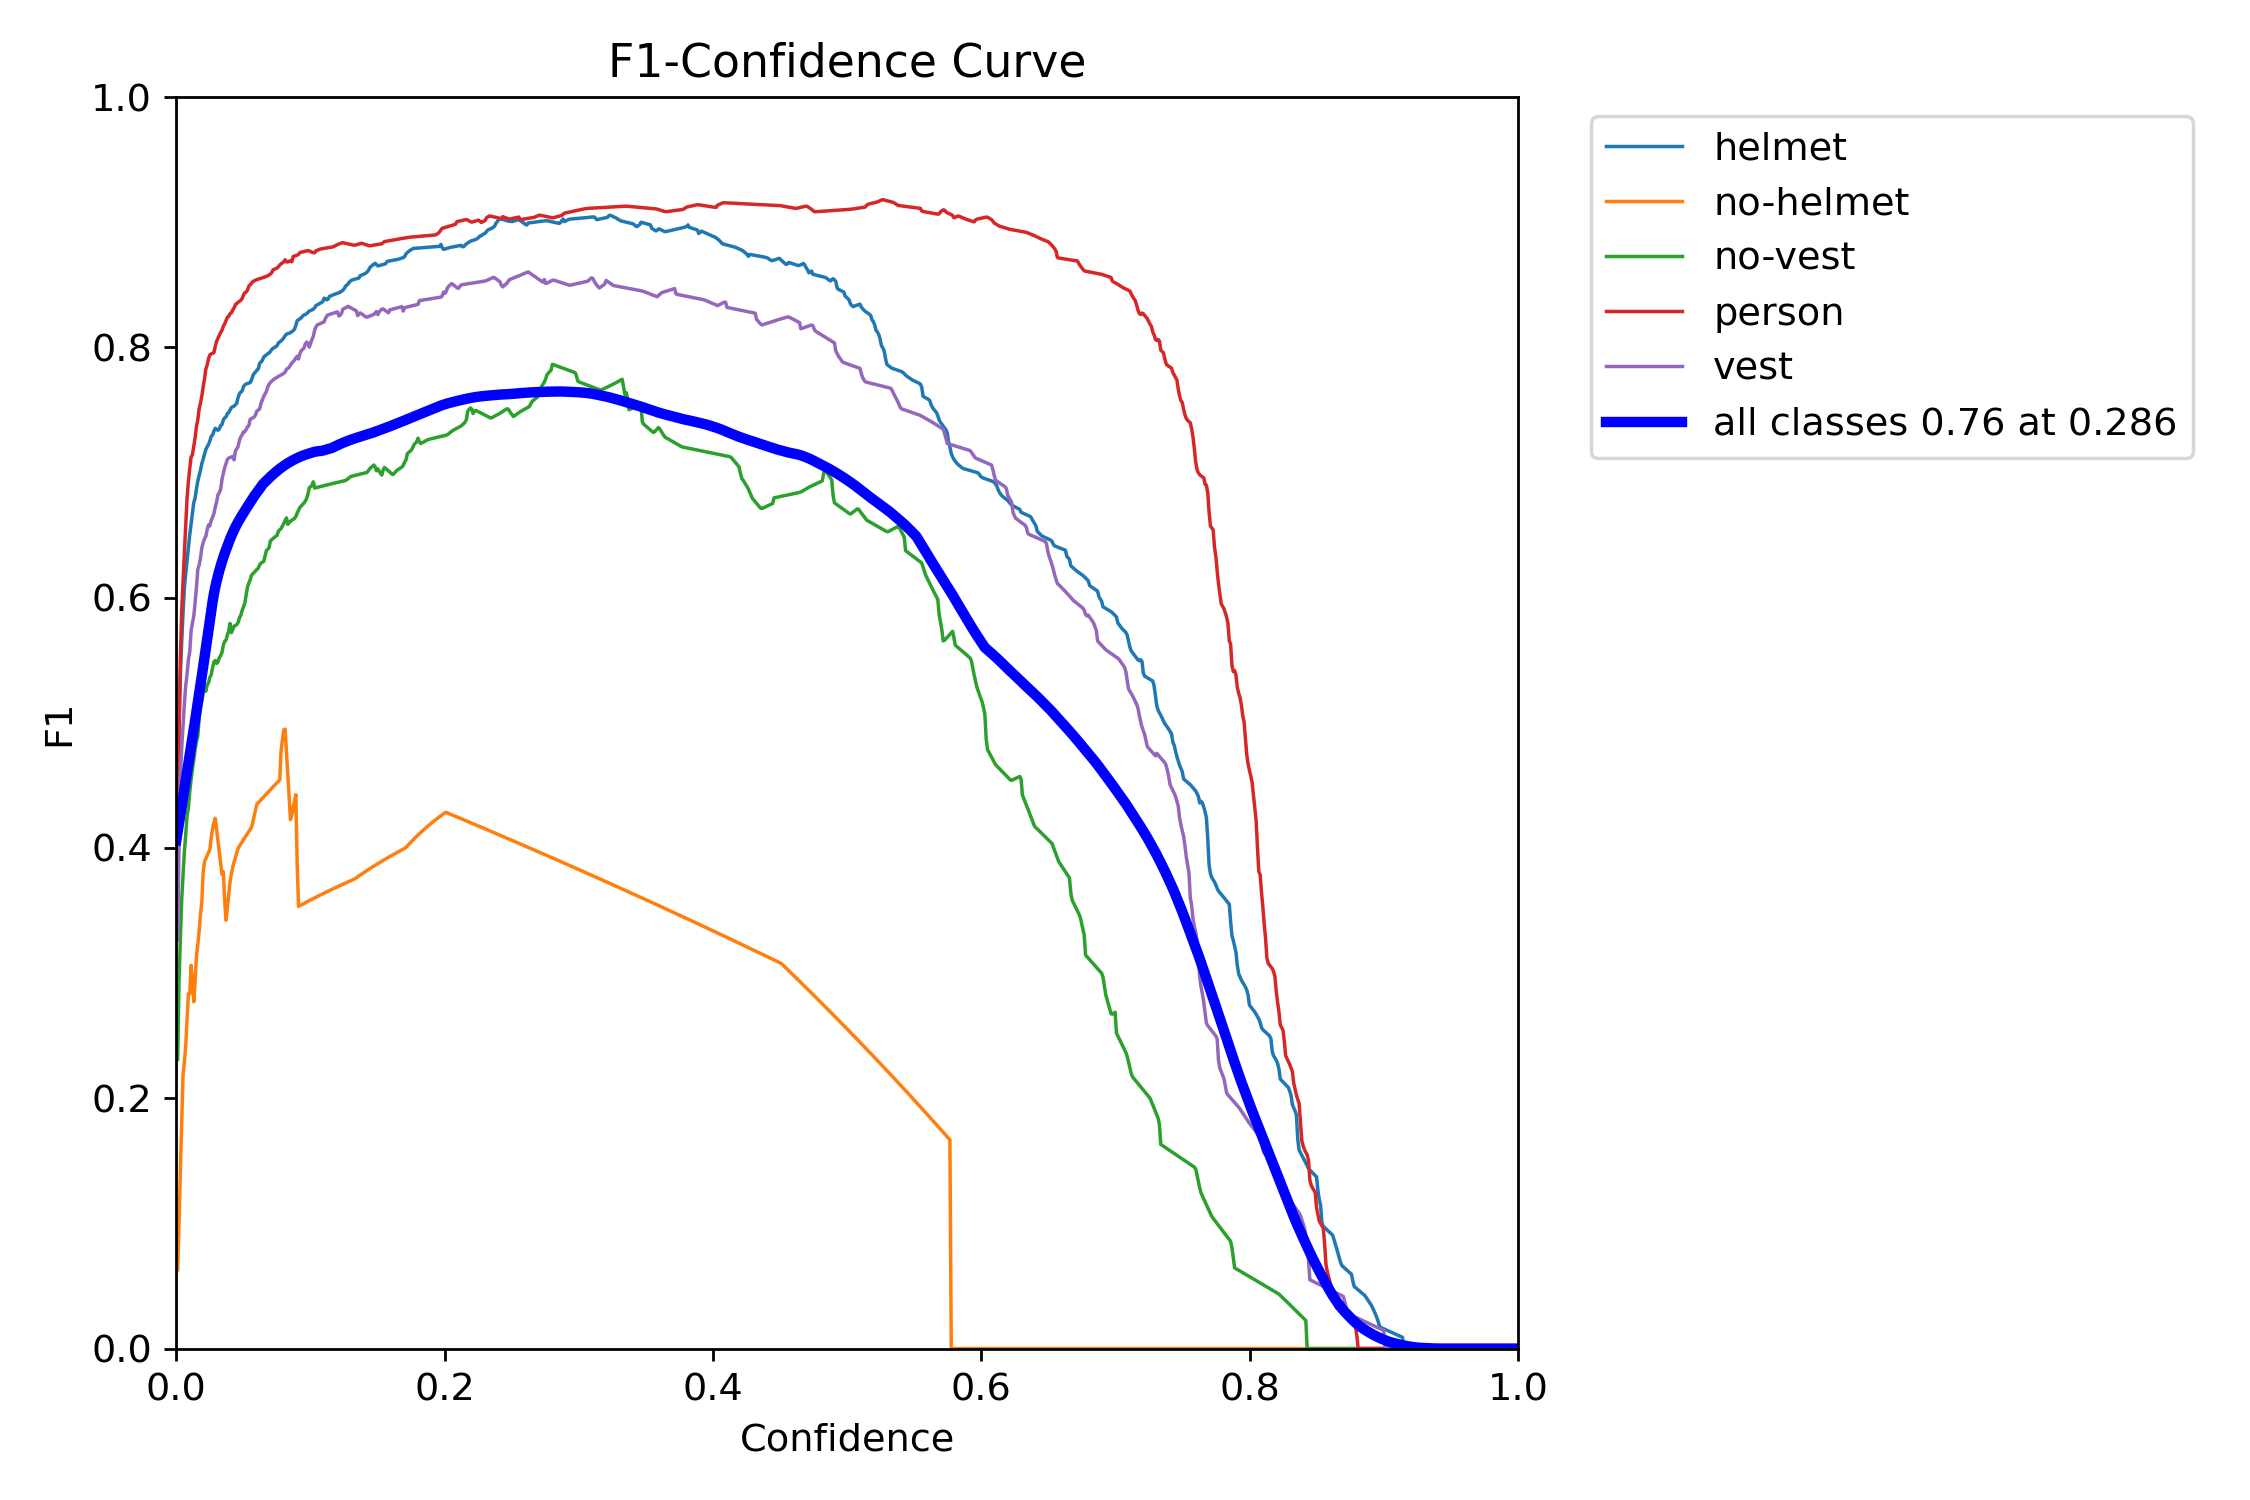 F1-Confidence Curve
1.0
0.8
0.6
0.4
0.2
0.0
F1
0.0 0.2 0.4 0.6 0.8 1.0
Confidence
helmet
no-helmet
no-vest
person
vest
all classes 0.76 at 0.286